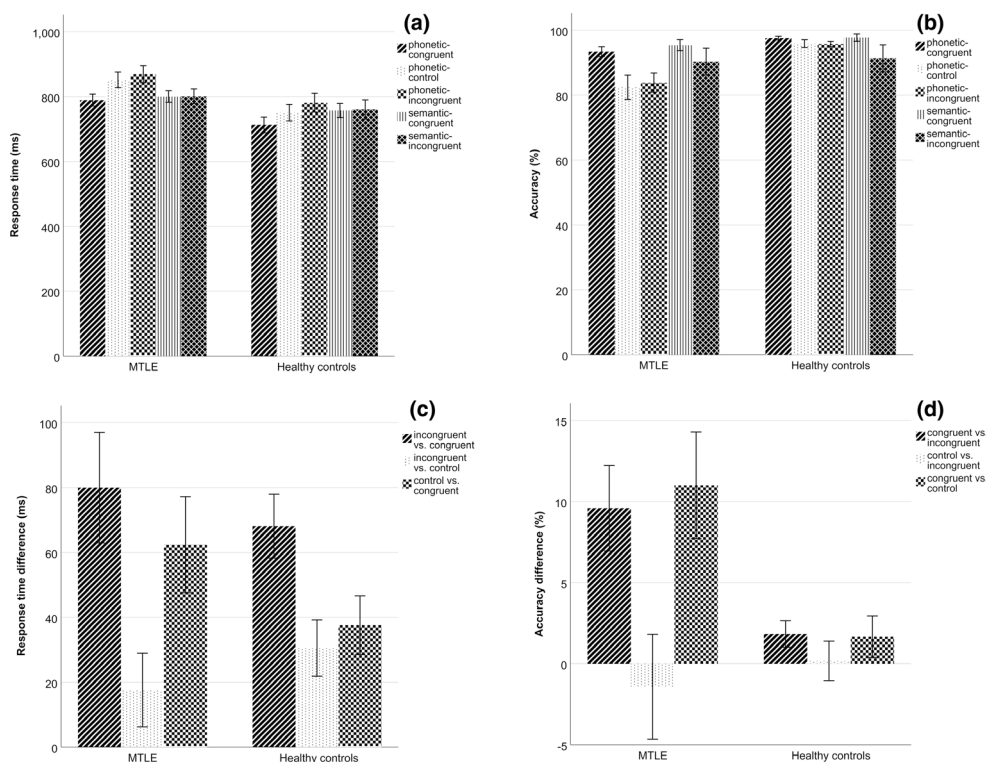 (a)
1,000
800
600
400
200
0
Response time (ms)
MTLE
Healthy controls
phonetic-
congruent
phonetic-
control
phonetic-
incongruent
semantic-
congruent
semantic-
incongruent
(b)
100
80
60
40
20
0
Accuracy (%)
MTLE
Healthy controls
phonetic-
congruent
phonetic-
control
phonetic-
incongruent
semantic-
congruent
semantic-
incongruent
(c)
100
80
60
40
20
0
Response time difference (ms)
MTLE
Healthy controls
incongruent
vs. congruent
incongruent
vs. control
control vs.
congruent
(d)
15
10
5
0
-5
Accuracy difference (%)
MTLE
Healthy controls
congruent vs.
incongruent
control vs.
incongruent
congruent vs.
control